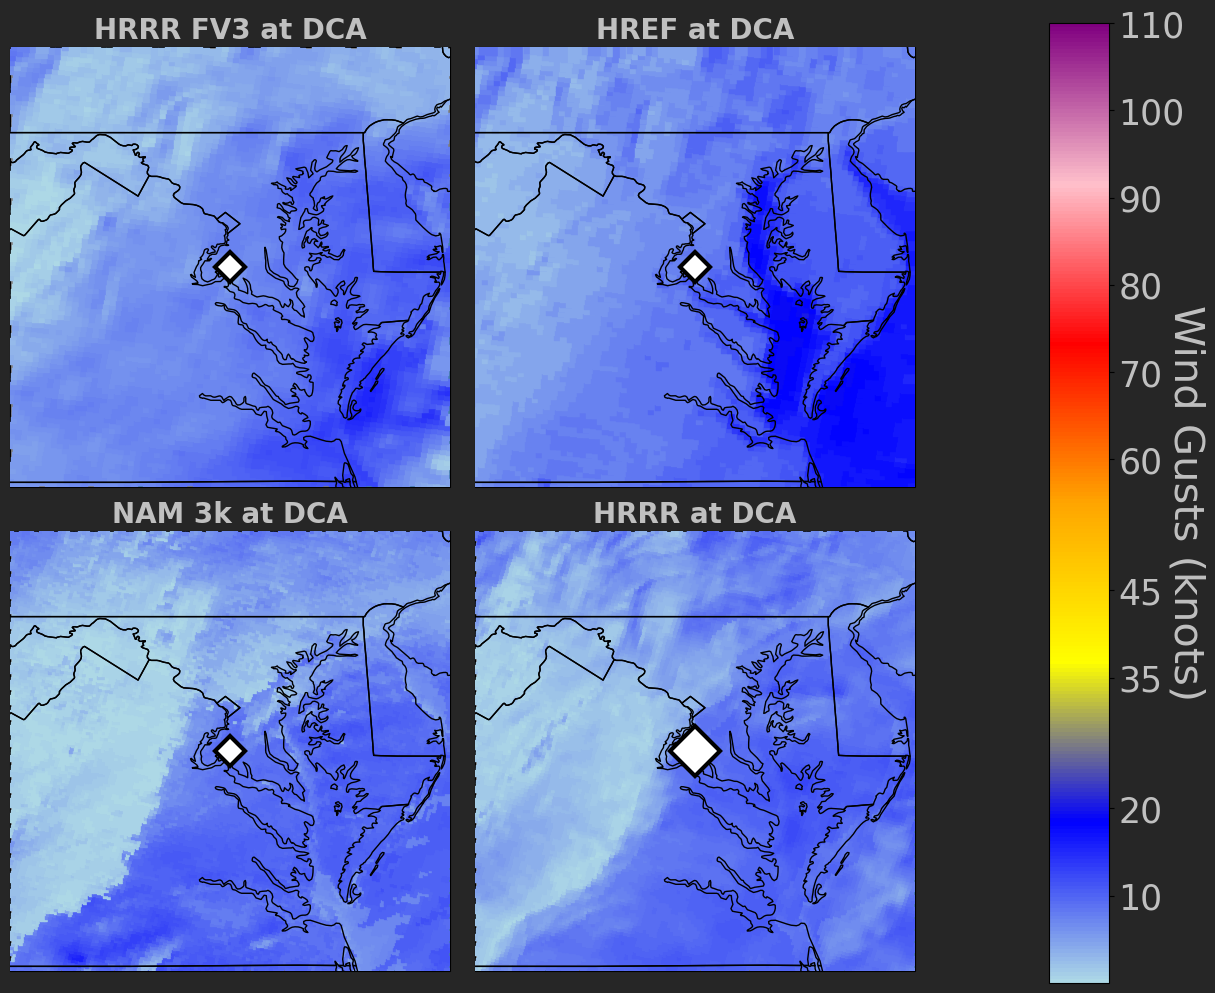 HRRR FV3 at DCA
HREF at DCA
NAM 3k at DCA
HRRR at DCA
110
100
90
80
70
60
45
35
20
10
Wind Gusts (knots)